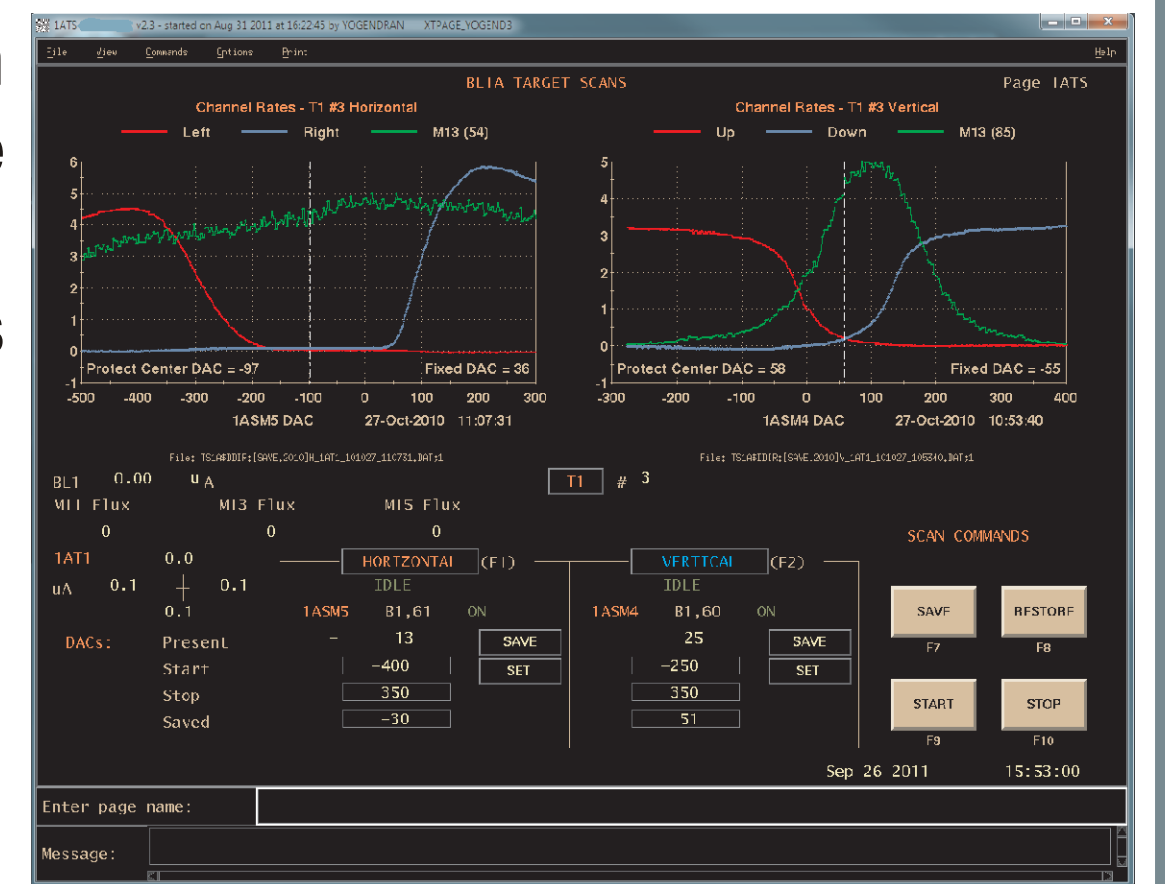 1ATS v2.3 - started on Aug 31 2011 at 16:22:45 by YOGENDRAN XTPAGE_YOGEND3
File View Commands Options Print Help
BL1A TARGET SCANS Page 1ATS
Channel Rates - T1 #3 Horizontal
Left Right M13 (54)
6
5
4
3
2
1
0
-1
Protect Center DAC = -97 Fixed DAC = 36
-500 -400 -300 -200 -100 0 100 200 300
1ASM5 DAC 27-Oct-2010 11:07:31
Channel Rates - T1 #3 Vertical
Up Down M13 (85)
5
4
3
2
1
0
-1
Protect Center DAC = 58 Fixed DAC = -55
-300 -200 -100 0 100 200 300 400
1ASM4 DAC 27-Oct-2010 10:53:40
File:
File:
BL1 0.00 uA
T1 # 3
MI1 Flux MI3 Flux MI5 Flux
0 0 0
SCAN COMMANDS
1AT1 0.0
HORIZONTAL (F1) VERTICAL (F2)
uA 0.1 0.1
IDLE IDLE
0.1
1ASM5 B1,61 ON 1ASM4 B1,60 ON
SAVE RESTORE
DACs: Present - 13 SAVE 25 SAVE
F7 F8
Start -400 SET -250 SET
Stop 350 350
START STOP
Saved -30 51
F9 F10
Sep 26 2011 15:53:00
Enter page name:
Message: